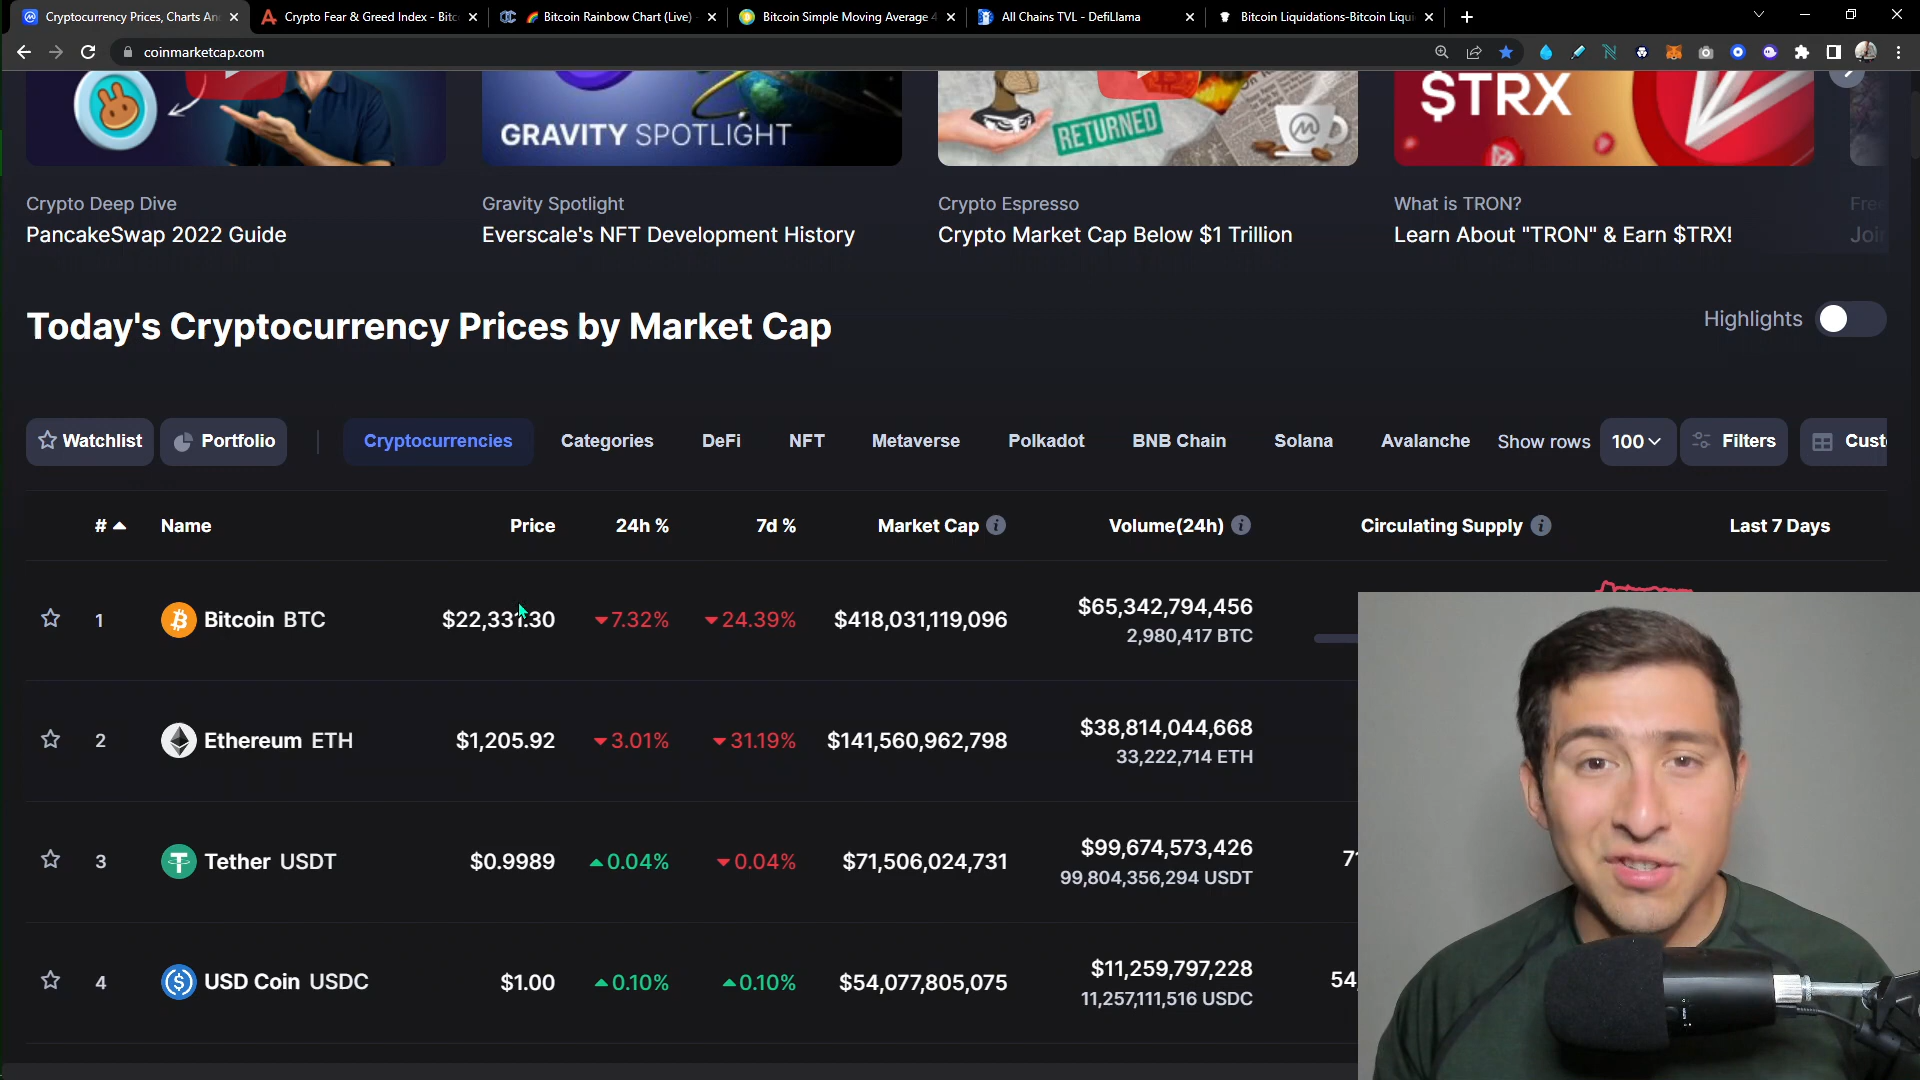 Cryptocurrency Prices, Charts An
Crypto Fear & Greed Index - Bitc
Bitcoin Rainbow Chart (Live)
Bitcoin Simple Moving Average 4
All Chains TVL - DefiLlama
Bitcoin Liquidations-Bitcoin Liqui
coinmarketcap.com
GRAVITY SPOTLIGHT
RETURNED
$TRX
Crypto Deep Dive
PancakeSwap 2022 Guide
Gravity Spotlight
Everscale's NFT Development History
Crypto Espresso
Crypto Market Cap Below $1 Trillion
What is TRON?
Learn About "TRON" & Earn $TRX!
Free
Join
Today's Cryptocurrency Prices by Market Cap
Highlights
Watchlist Portfolio Cryptocurrencies Categories DeFi NFT Metaverse Polkadot BNB Chain Solana Avalanche Show rows 100 Filters Custo
# Name Price 24h % 7d % Market Cap Volume(24h) Circulating Supply Last 7 Days
1 Bitcoin BTC $22,331.30 7.32% 24.39% $418,031,119,096 $65,342,794,456
2,980,417 BTC
2 Ethereum ETH $1,205.92 3.01% 31.19% $141,560,962,798 $38,814,044,668
33,222,714 ETH
3 Tether USDT $0.9989 0.04% 0.04% $71,506,024,731 $99,674,573,426 71
99,804,356,294 USDT
4 USD Coin USDC $1.00 0.10% 0.10% $54,077,805,075 $11,259,797,228 54,
11,257,111,516 USDC